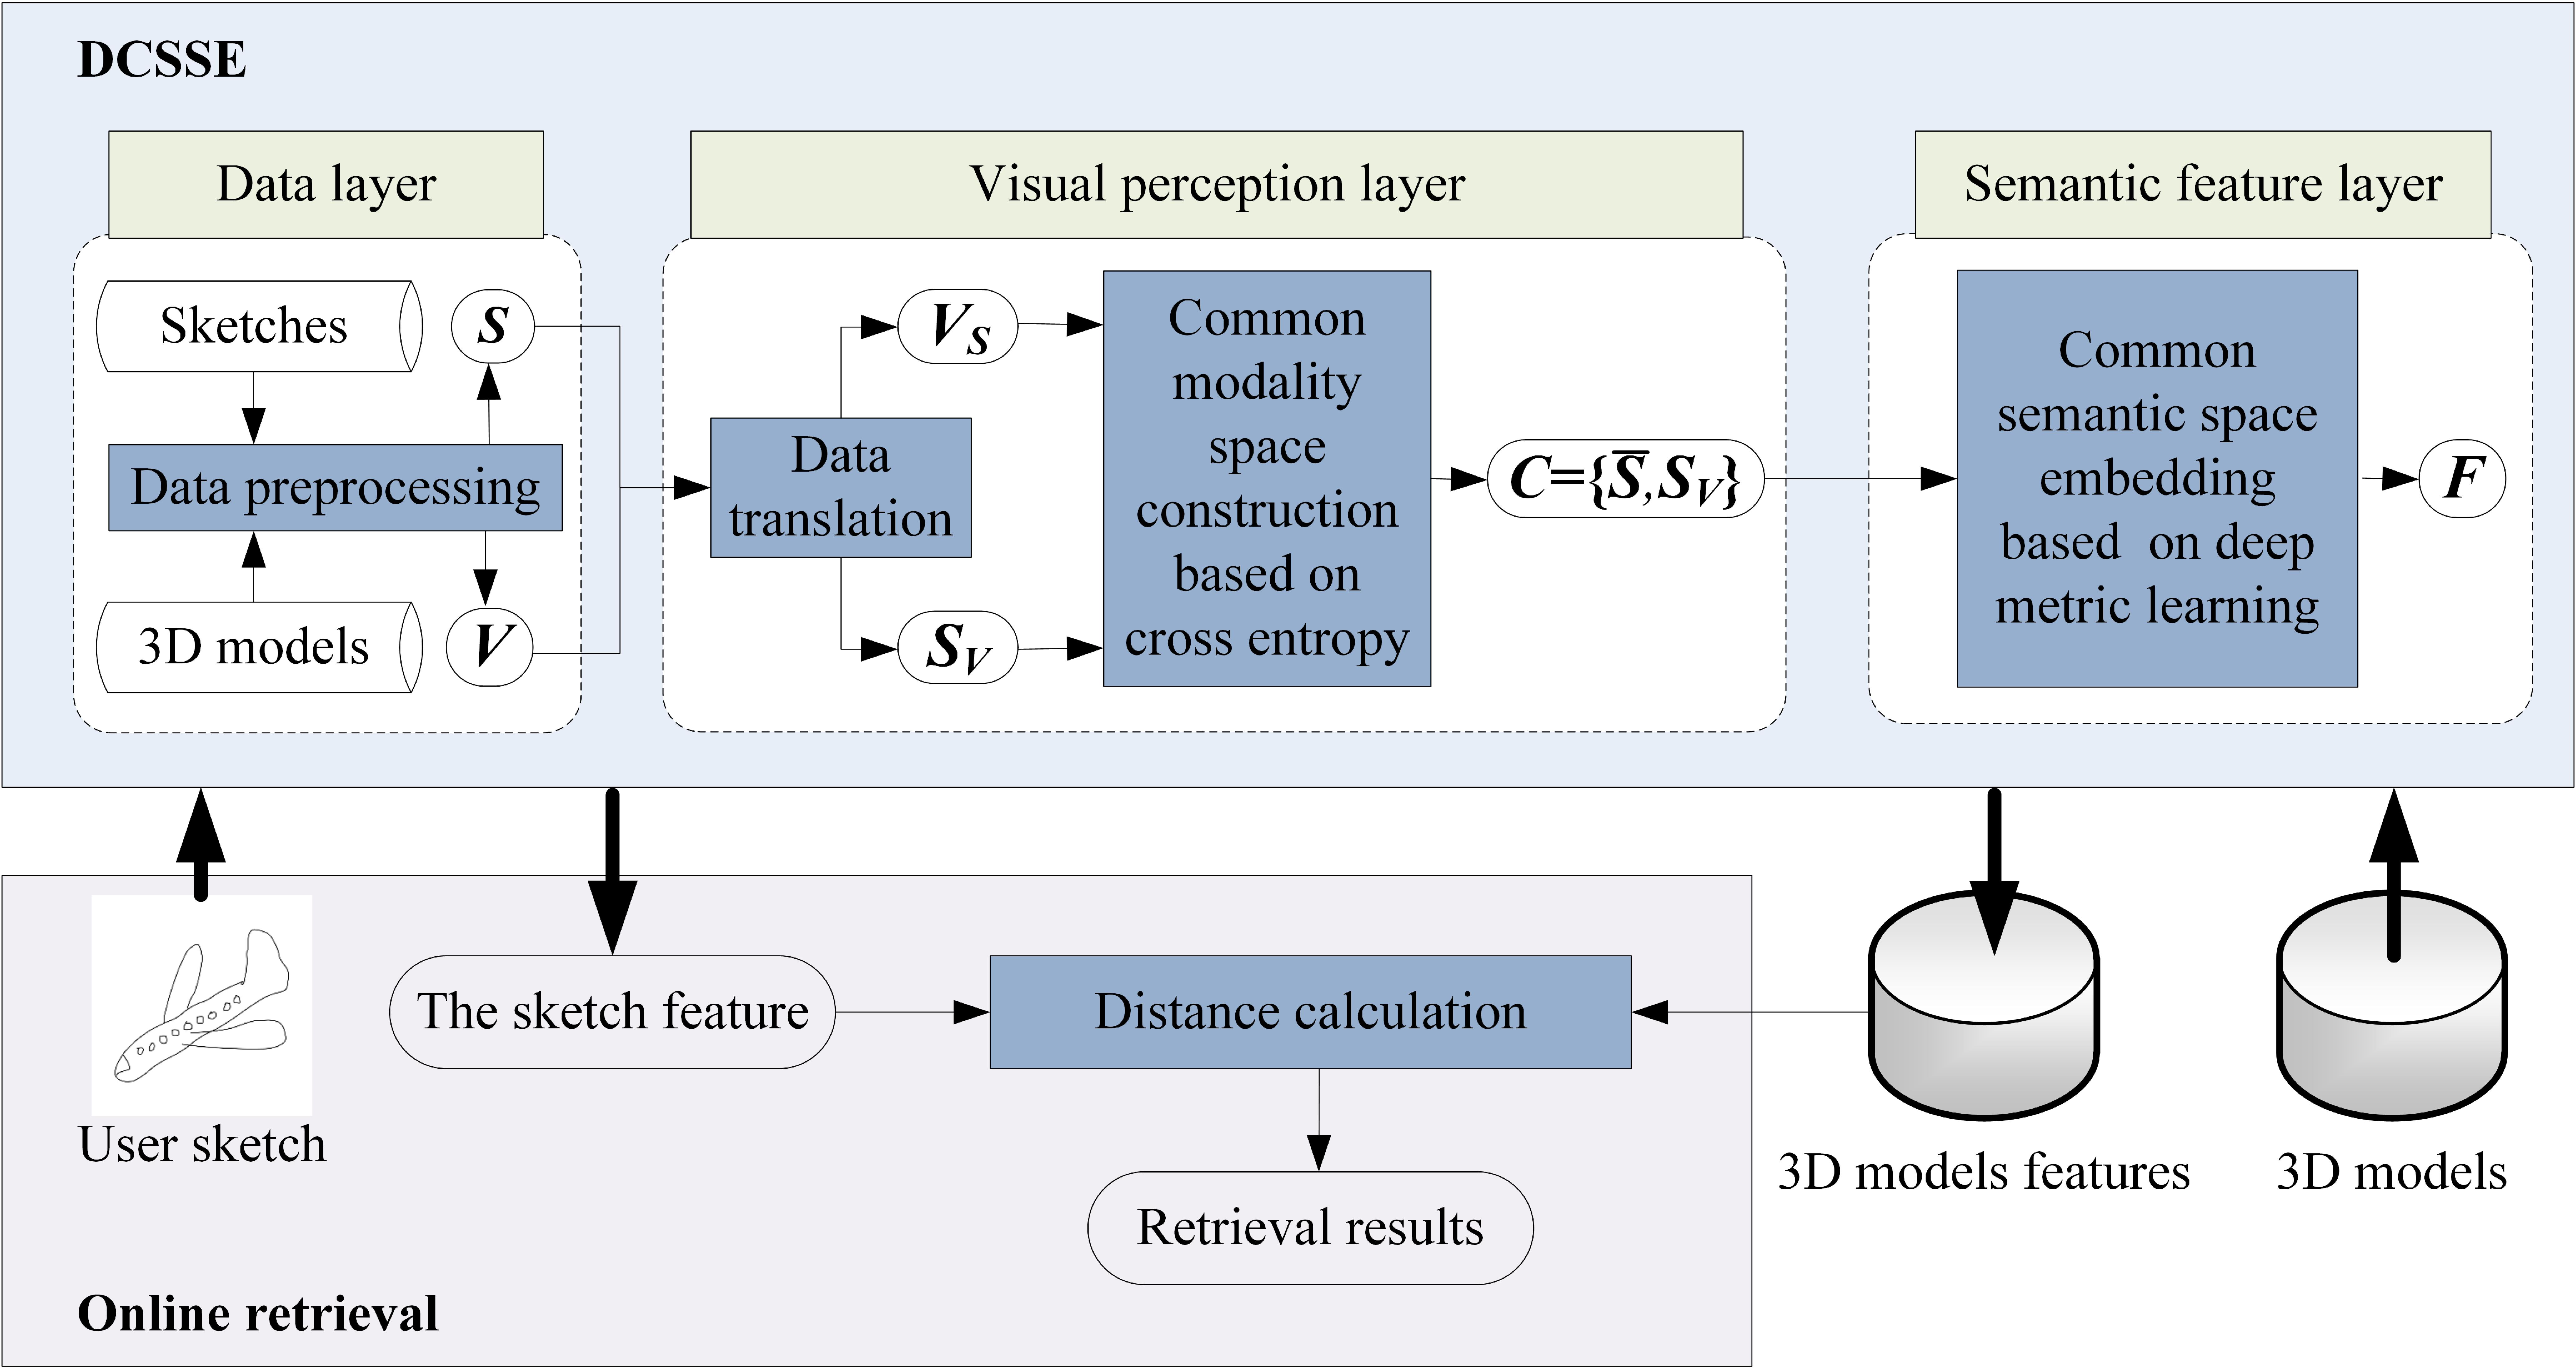 DCSSE
Data layer
Visual perception layer
Semantic feature layer
Sketches
S
Data preprocessing
3D models
V
Data
translation
V_S
S_V
Common
modality
space
construction
based on
cross entropy
C={S̅,S_V}
Common
semantic space
embedding
based on deep
metric learning
F
User sketch
The sketch feature
Distance calculation
Retrieval results
3D models features
3D models
Online retrieval